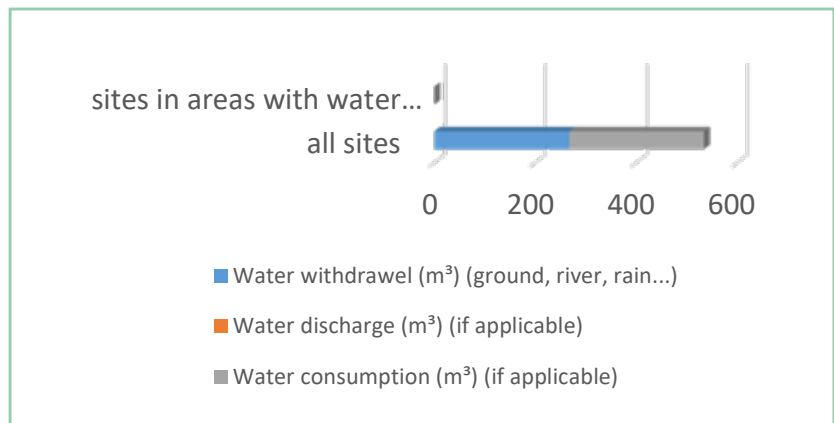 sites in areas with water…
all sites
0 200 400 600
Water withdrawel (m³) (ground, river, rain...)
Water discharge (m³) (if applicable)
Water consumption (m³) (if applicable)